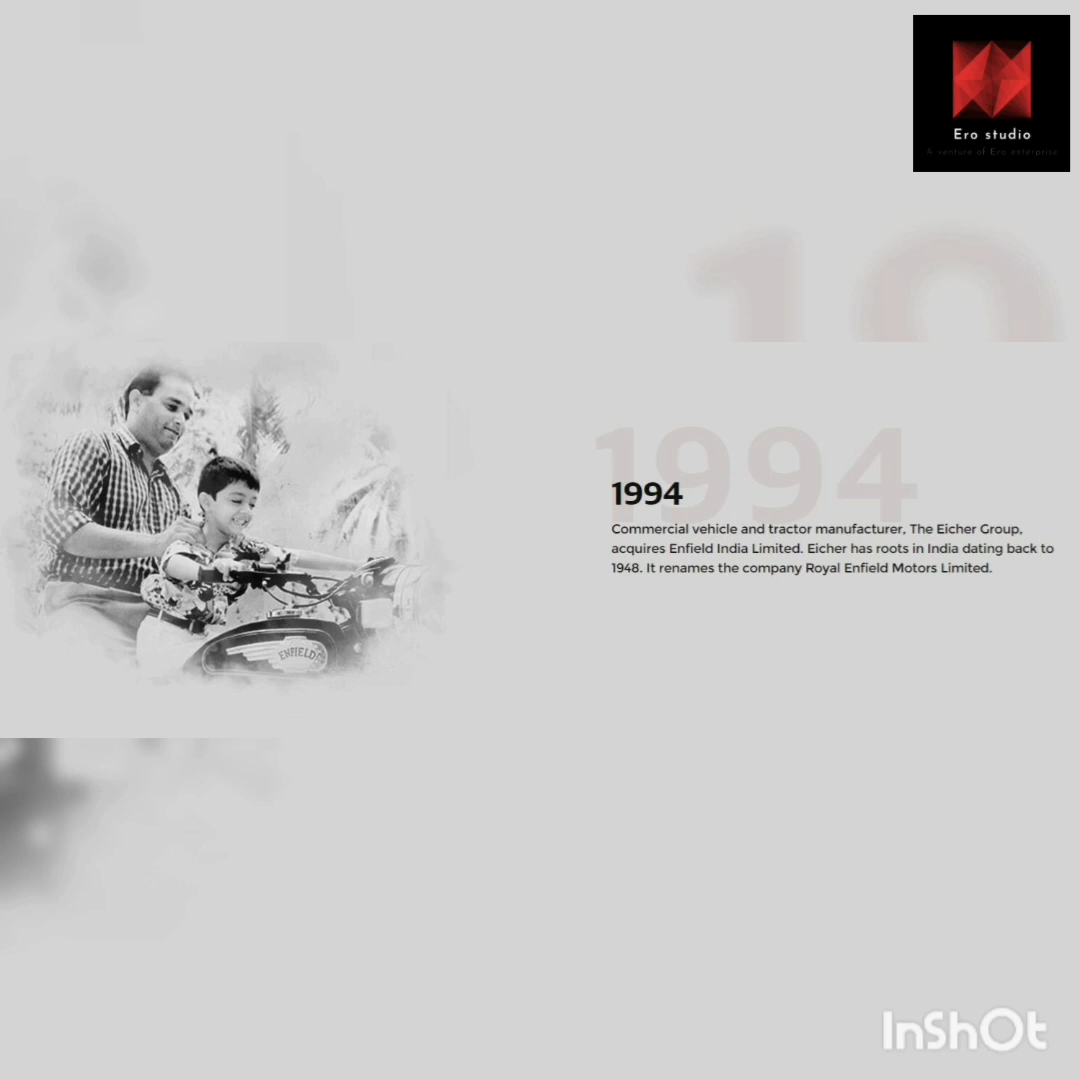 Ero studio
A venture of Ero enterprise
19
1994
1994
Commercial vehicle and tractor manufacturer, The Eicher Group,
acquires Enfield India Limited. Eicher has roots in India dating back to
1948. It renames the company Royal Enfield Motors Limited.
ENFIELD
InShOt